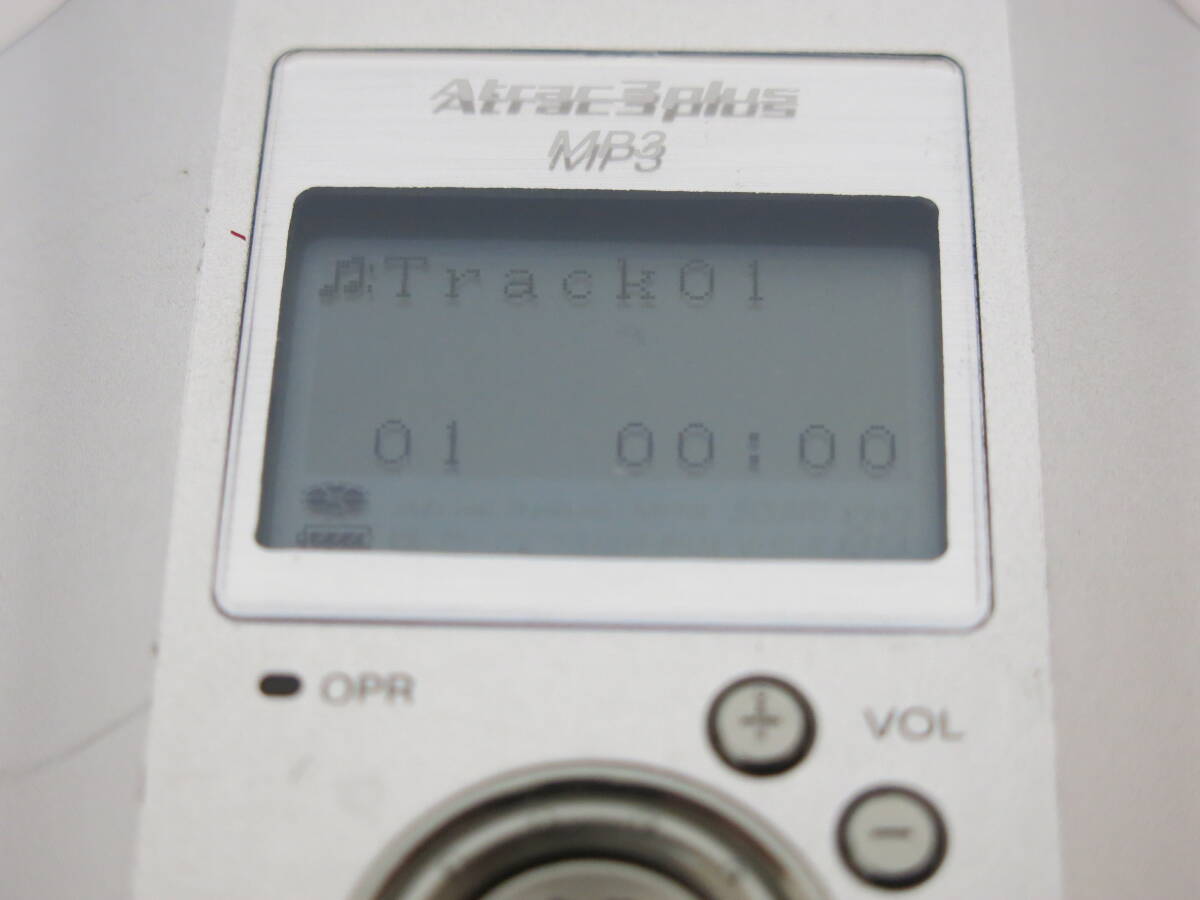 Atrac3plus
MP3
Track01
01 00:00
OPR
+ VOL
−